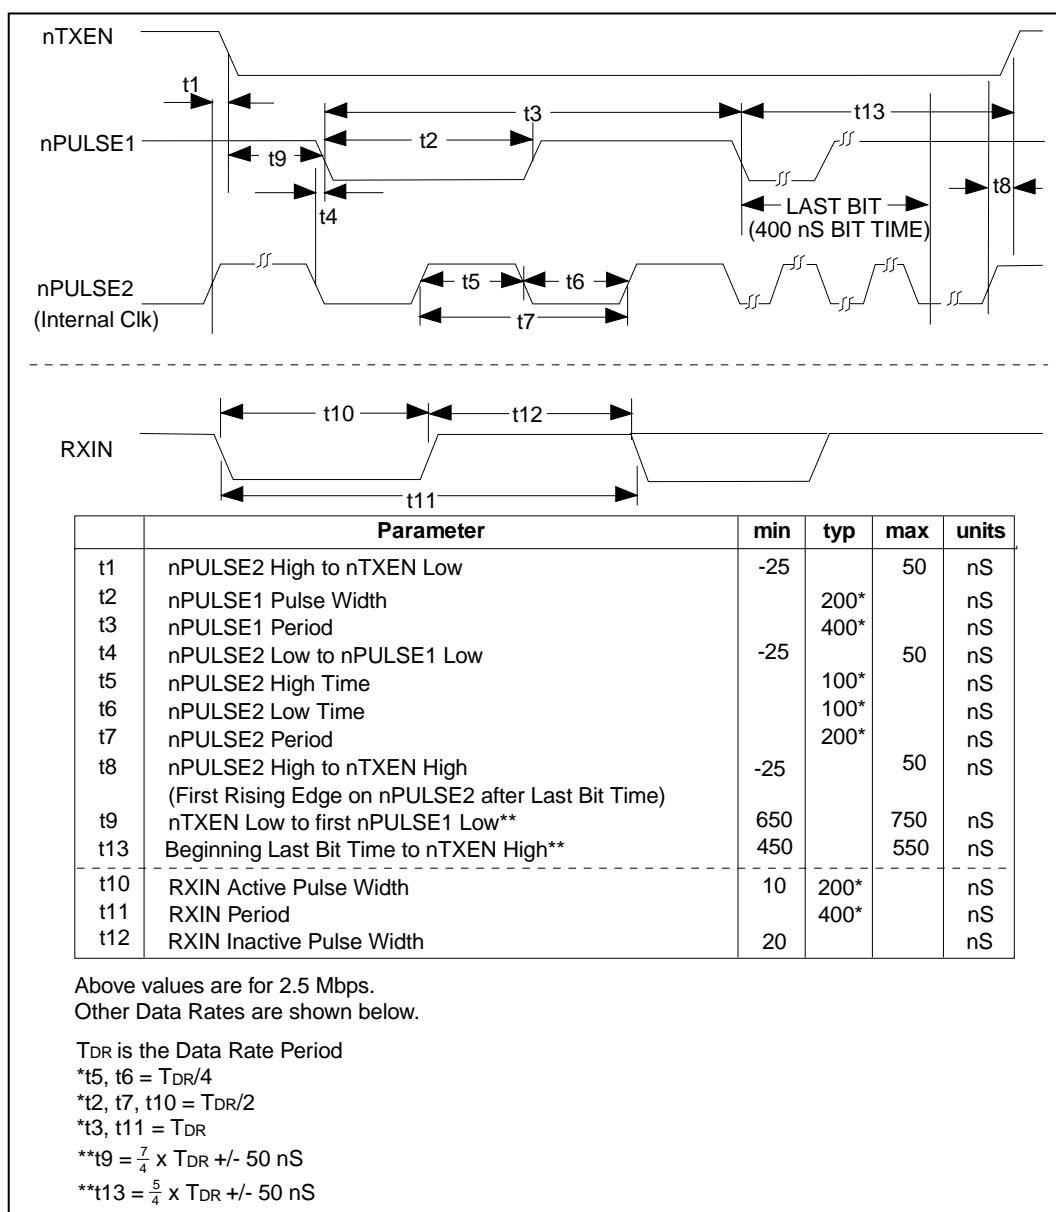 nTXEN
t1
t3
t13
nPULSE1
t2
t9
t8
t4
LAST BIT
(400 nS BIT TIME)
nPULSE2
(Internal Clk)
t5
t6
t7
t10
t12
RXIN
t11
Parameter min typ max units
t1 nPULSE2 High to nTXEN Low -25 50 nS
t2 nPULSE1 Pulse Width 200* nS
t3 nPULSE1 Period 400* nS
t4 nPULSE2 Low to nPULSE1 Low -25 50 nS
t5 nPULSE2 High Time 100* nS
t6 nPULSE2 Low Time 100* nS
t7 nPULSE2 Period 200* nS
t8 nPULSE2 High to nTXEN High -25 50 nS
(First Rising Edge on nPULSE2 after Last Bit Time)
t9 nTXEN Low to first nPULSE1 Low** 650 750 nS
t13 Beginning Last Bit Time to nTXEN High** 450 550 nS
t10 RXIN Active Pulse Width 10 200* nS
t11 RXIN Period 400* nS
t12 RXIN Inactive Pulse Width 20 nS
Above values are for 2.5 Mbps.
Other Data Rates are shown below.
TDR is the Data Rate Period
*t5, t6 = TDR/4
*t2, t7, t10 = TDR/2
*t3, t11 = TDR
**t9 = 7/4 x TDR +/- 50 nS
**t13 = 5/4 x TDR +/- 50 nS